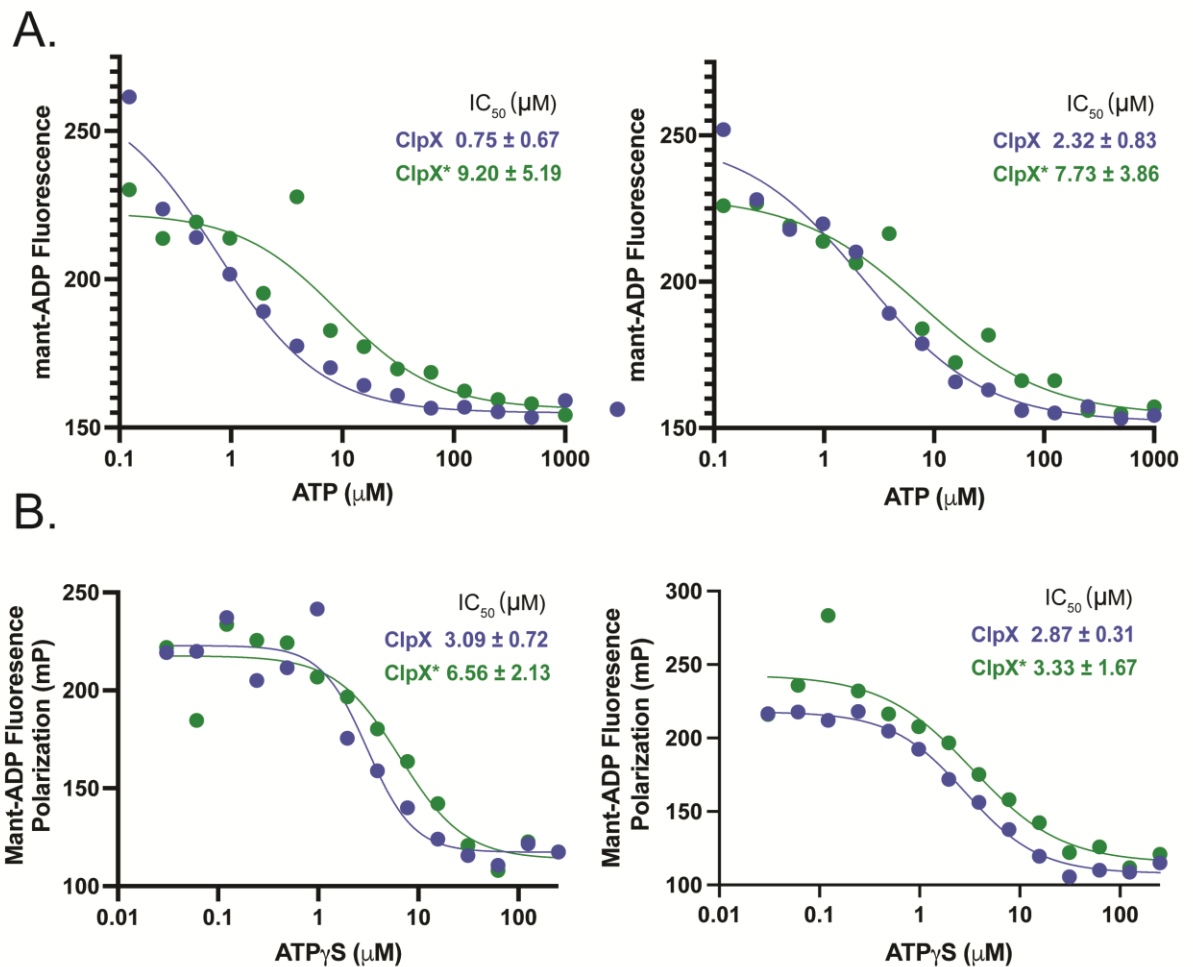 A.
mant-ADP Fluorescence
250
200
150
0.1 1 10 100 1000
ATP (μM)
IC50 (μM)
ClpX 0.75 ± 0.67
ClpX* 9.20 ± 5.19
mant-ADP Fluorescence
250
200
150
0.1 1 10 100 1000
ATP (μM)
IC50 (μM)
ClpX 2.32 ± 0.83
ClpX* 7.73 ± 3.86
B.
Mant-ADP Fluoresence
Polarization (mP)
250
200
150
100
0.01 0.1 1 10 100
ATPγS (μM)
IC50 (μM)
ClpX 3.09 ± 0.72
ClpX* 6.56 ± 2.13
Mant-ADP Fluoresence
Polarization (mP)
300
250
200
150
100
0.01 0.1 1 10 100
ATPγS (μM)
IC50 (μM)
ClpX 2.87 ± 0.31
ClpX* 3.33 ± 1.67